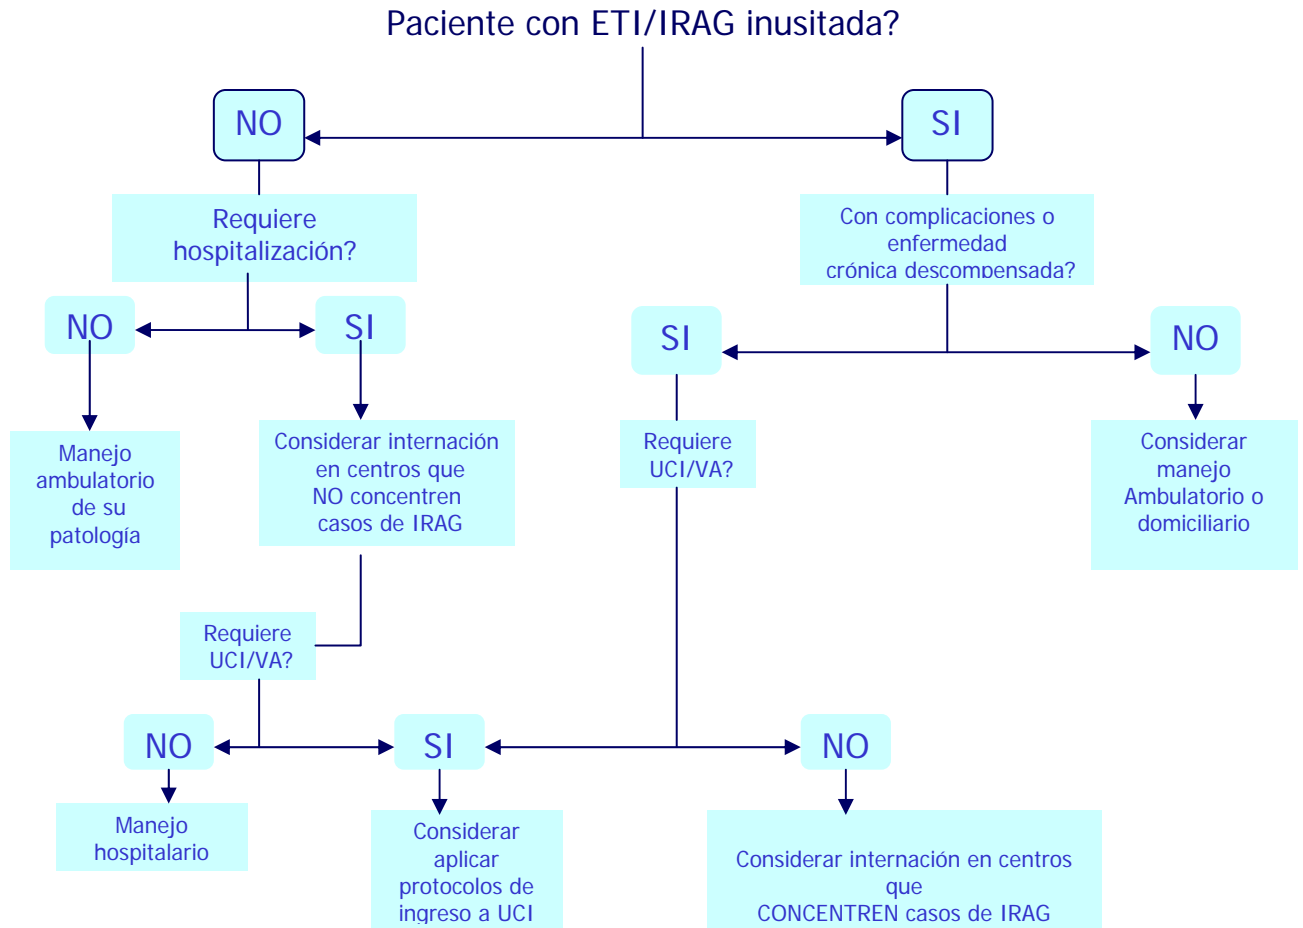 Paciente con ETI/IRAG inusitada?
NO
SI
Requiere
hospitalización?
Con complicaciones o
enfermedad
crónica descompensada?
NO
SI
SI
NO
Manejo
ambulatorio
de su
patología
Considerar internación
en centros que
NO concentren
casos de IRAG
Requiere
UCI/VA?
Considerar
manejo
Ambulatorio o
domiciliario
Requiere
UCI/VA?
NO
SI
NO
Manejo
hospitalario
Considerar
aplicar
protocolos de
ingreso a UCI
Considerar internación en centros
que
CONCENTREN casos de IRAG